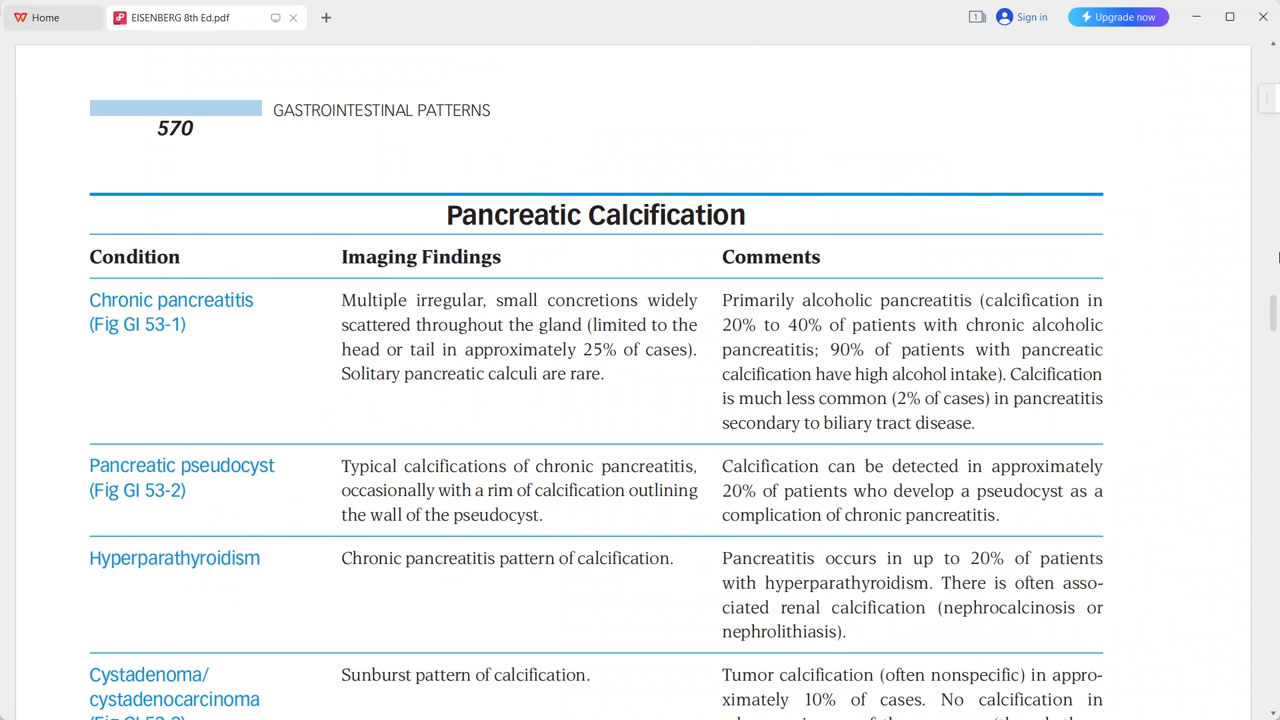 Home
EISENBERG 8th Ed.pdf
1
Sign in
Upgrade now
GASTROINTESTINAL PATTERNS
570
Pancreatic Calcification
Condition Imaging Findings Comments
Chronic pancreatitis
(Fig GI 53-1)
Multiple irregular, small concretions widely
scattered throughout the gland (limited to the
head or tail in approximately 25% of cases).
Solitary pancreatic calculi are rare.
Primarily alcoholic pancreatitis (calcification in
20% to 40% of patients with chronic alcoholic
pancreatitis; 90% of patients with pancreatic
calcification have high alcohol intake). Calcification
is much less common (2% of cases) in pancreatitis
secondary to biliary tract disease.
Pancreatic pseudocyst
(Fig GI 53-2)
Typical calcifications of chronic pancreatitis,
occasionally with a rim of calcification outlining
the wall of the pseudocyst.
Calcification can be detected in approximately
20% of patients who develop a pseudocyst as a
complication of chronic pancreatitis.
Hyperparathyroidism
Chronic pancreatitis pattern of calcification.
Pancreatitis occurs in up to 20% of patients
with hyperparathyroidism. There is often asso-
ciated renal calcification (nephrocalcinosis or
nephrolithiasis).
Cystadenoma/
cystadenocarcinoma
Sunburst pattern of calcification.
Tumor calcification (often nonspecific) in appro-
ximately 10% of cases. No calcification in